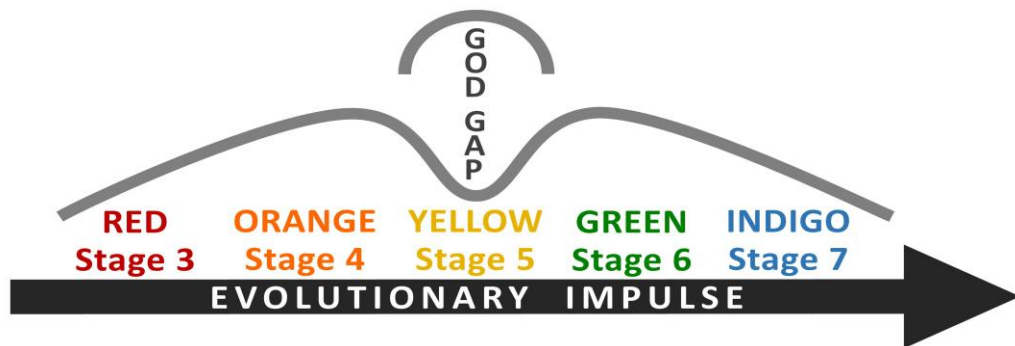 GOD GAP
RED ORANGE YELLOW GREEN INDIGO
Stage 3 Stage 4 Stage 5 Stage 6 Stage 7
EVOLUTIONARY IMPULSE